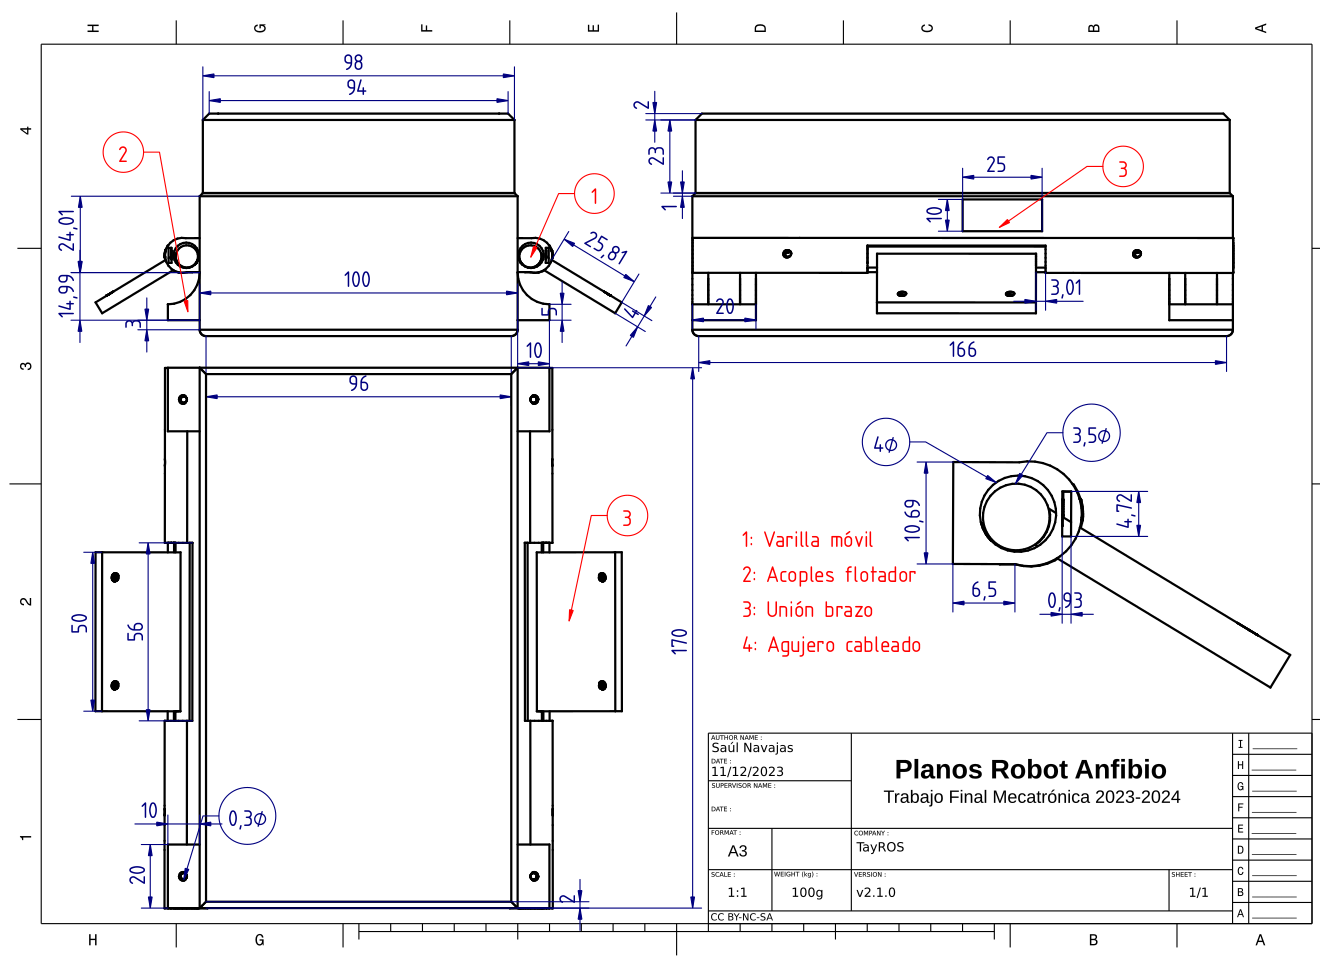 H G F E D C B A
4
3
2
1
98
94
2
24,01
14,99
3
100
1
25,81
5
4
10
96
2
23
1
25
10
3
3,01
20
166
3
50
56
170
10
0,3Ø
20
2
4Ø
3,5Ø
10,69
4,72
6,5
0,93
1: Varilla móvil
2: Acoples flotador
3: Unión brazo
4: Agujero cableado
AUTHOR NAME :
Saúl Navajas
DATE :
11/12/2023
SUPERVISOR NAME :
DATE :
Planos Robot Anfibio
Trabajo Final Mecatrónica 2023-2024
FORMAT :
A3
COMPANY :
TayROS
SCALE :
1:1
WEIGHT (kg) :
100g
VERSION :
v2.1.0
SHEET :
1/1
CC BY-NC-SA
I
H
G
F
E
D
C
B
A
H G B A